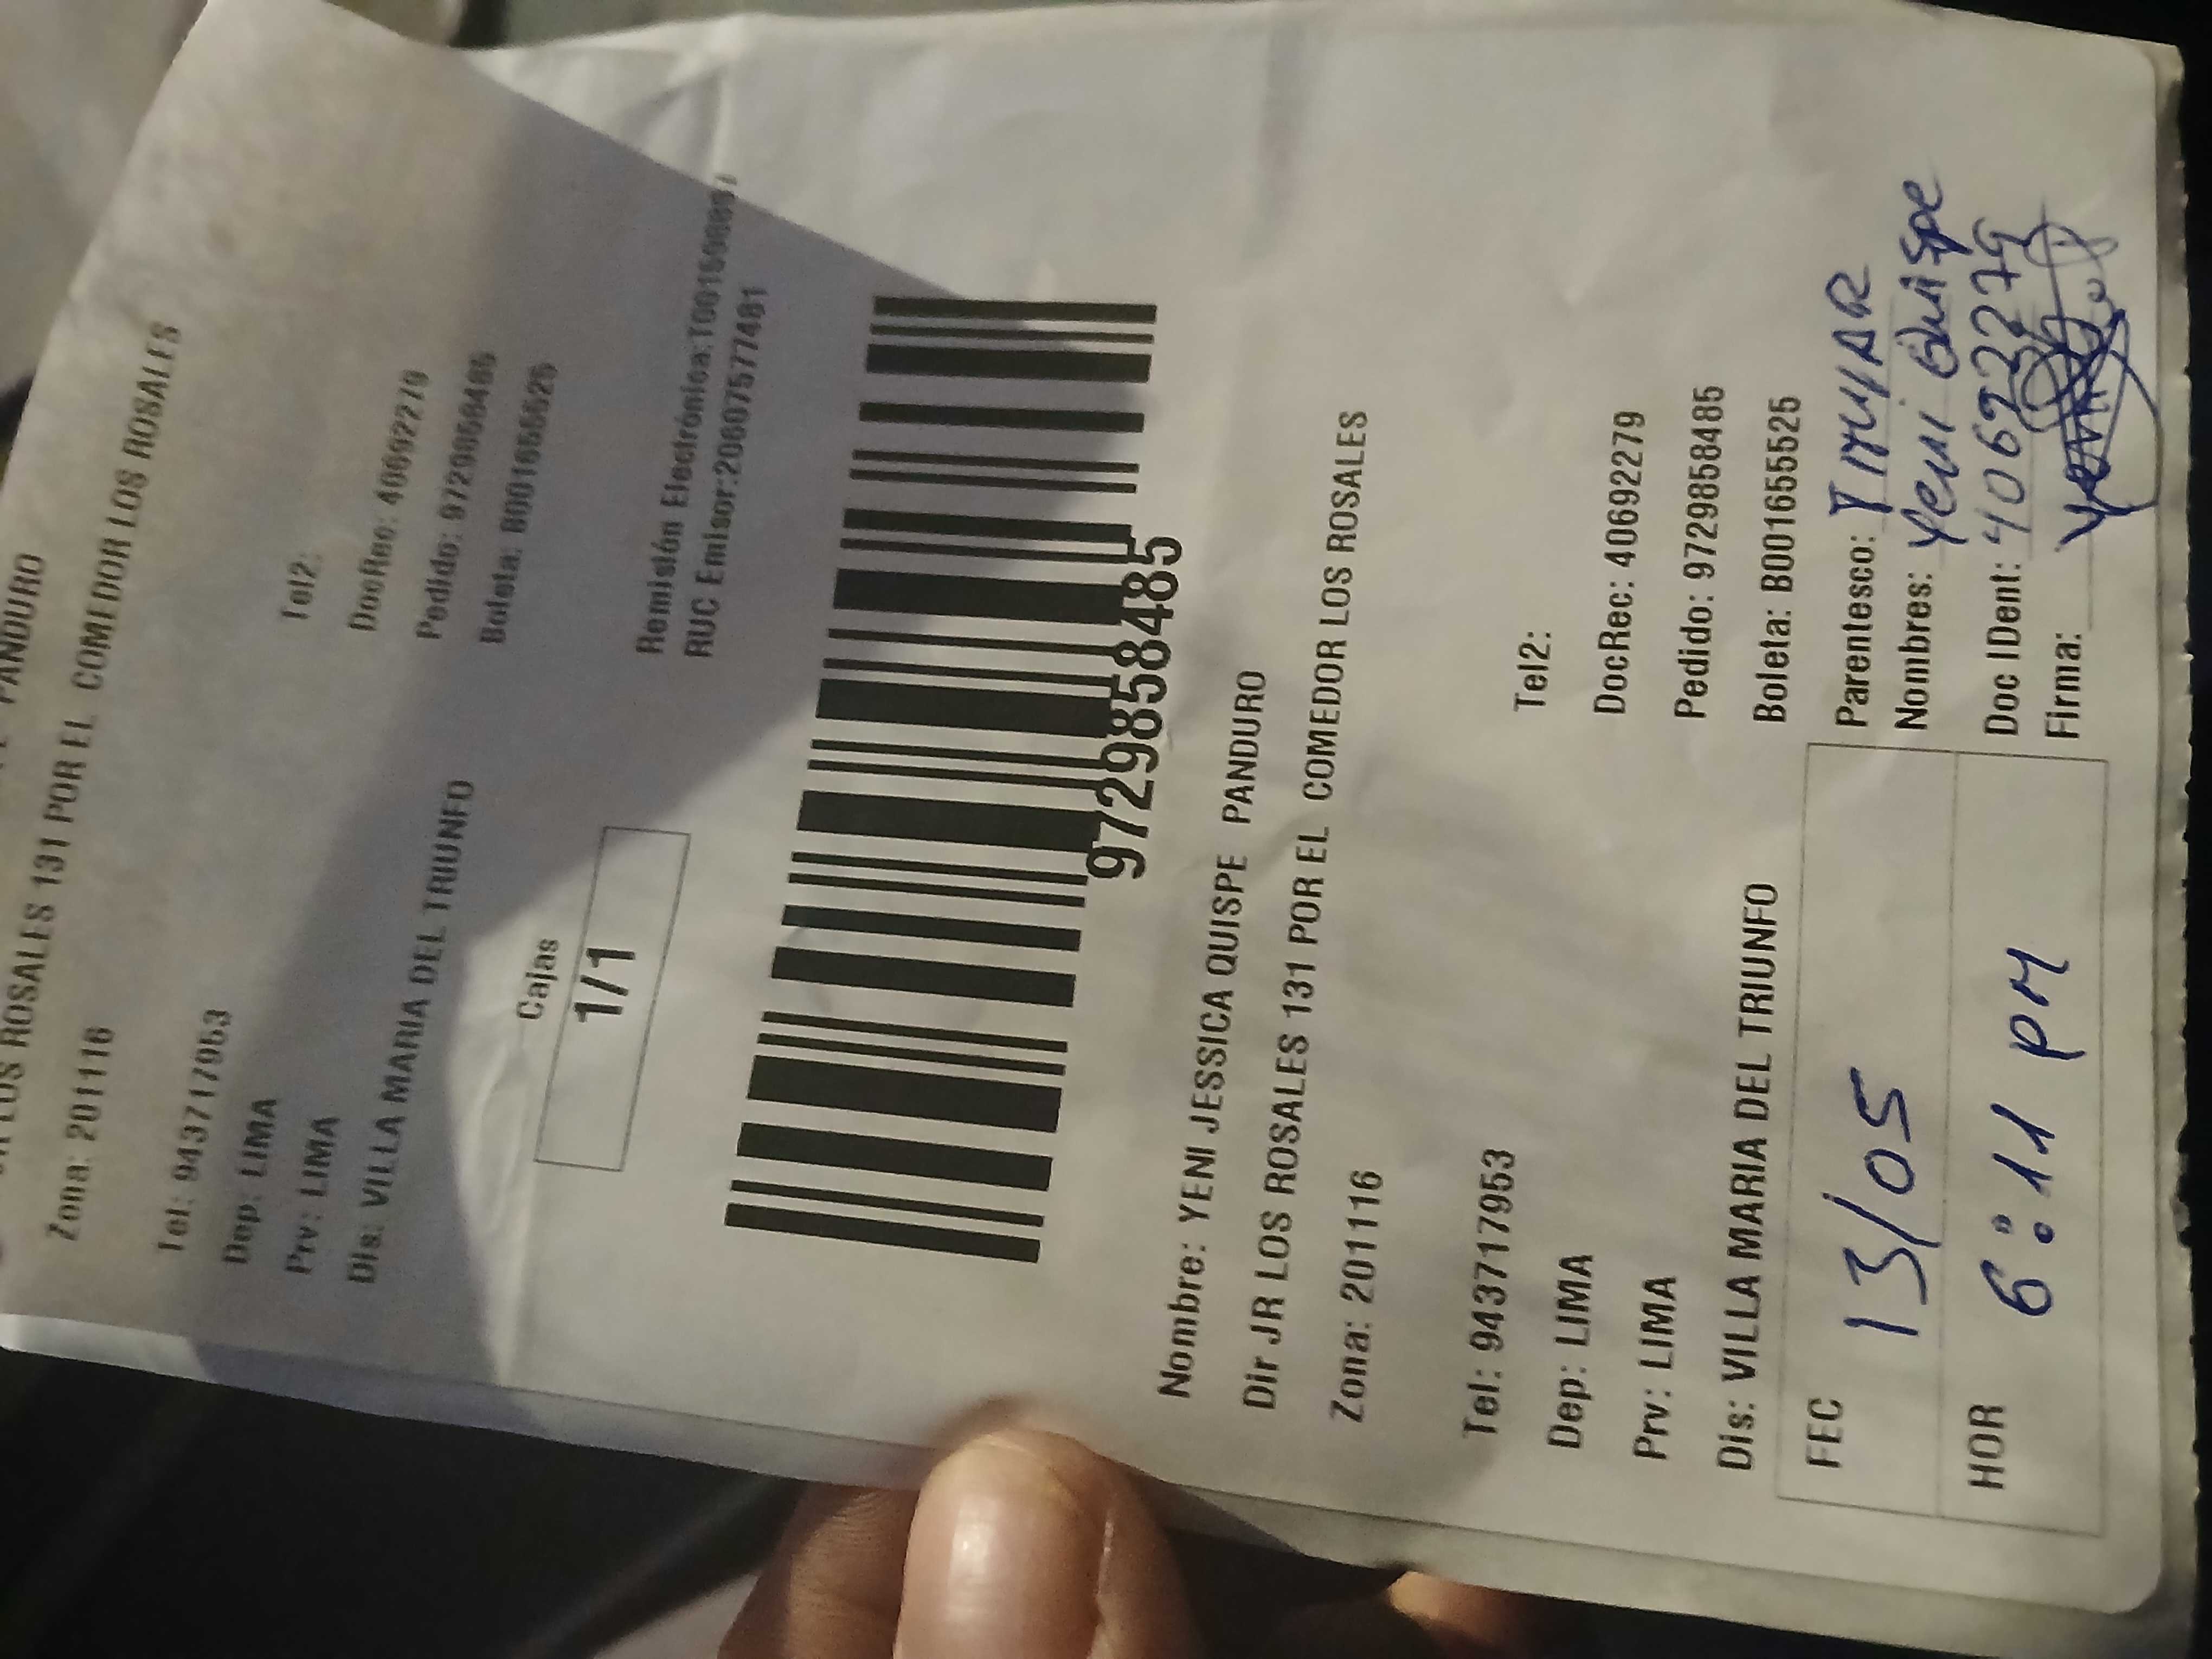 PANDURO
LOS ROSALES 131 POR EL COMEDOR LOS ROSALES
Zona: 201116
Tel: 943717953
Tel2:
Dep: LIMA
DocRec: 40692279
Prv: LIMA
Pedido: 9729858485
Dis: VILLA MARIA DEL TRIUNFO
Boleta: B001655525
Cajas
1/1
Remisión Electrónica:
RUC Emisor:20607577481
9729858485
Nombre: YENI JESSICA QUISPE PANDURO
Dir JR LOS ROSALES 131 POR EL COMEDOR LOS ROSALES
Zona: 201116
Tel: 943717953
Tel2:
Dep: LIMA
DocRec: 40692279
Prv: LIMA
Pedido: 9729858485
Dis: VILLA MARIA DEL TRIUNFO
Boleta: B001655525
FEC 13/05
Parentesco:
Nombres: Yeni Quispe
HOR 6:11 PM
Doc IDent: 40692279
Firma: